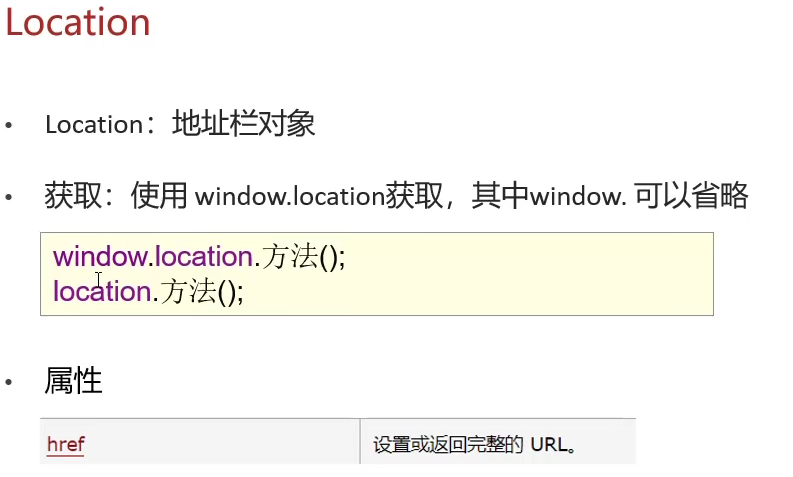 Location
• Location：地址栏对象
• 获取：使用 window.location获取，其中window. 可以省略
window.location.方法();
location.方法();
• 属性
href 设置或返回完整的 URL。